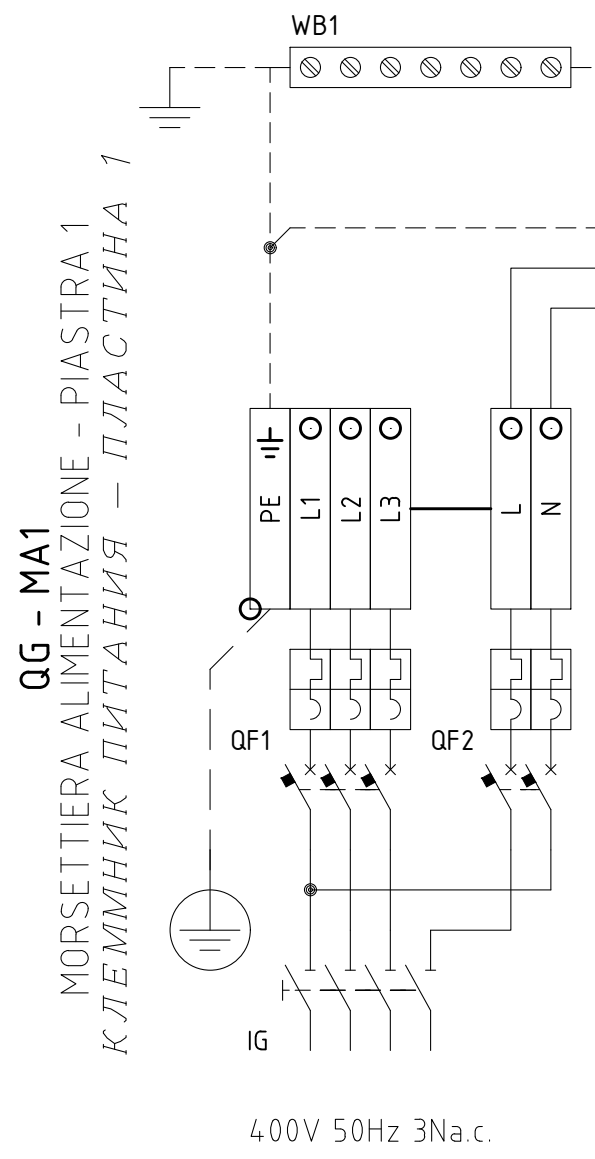 WB1
QG - MA1
MORSETTIERA ALIMENTAZIONE - PIASTRA 1
КЛЕММНИК ПИТАНИЯ - ПЛАСТИНА 1
PE L1 L2 L3 L N
QF1 QF2
IG
400V 50Hz 3Na.c.